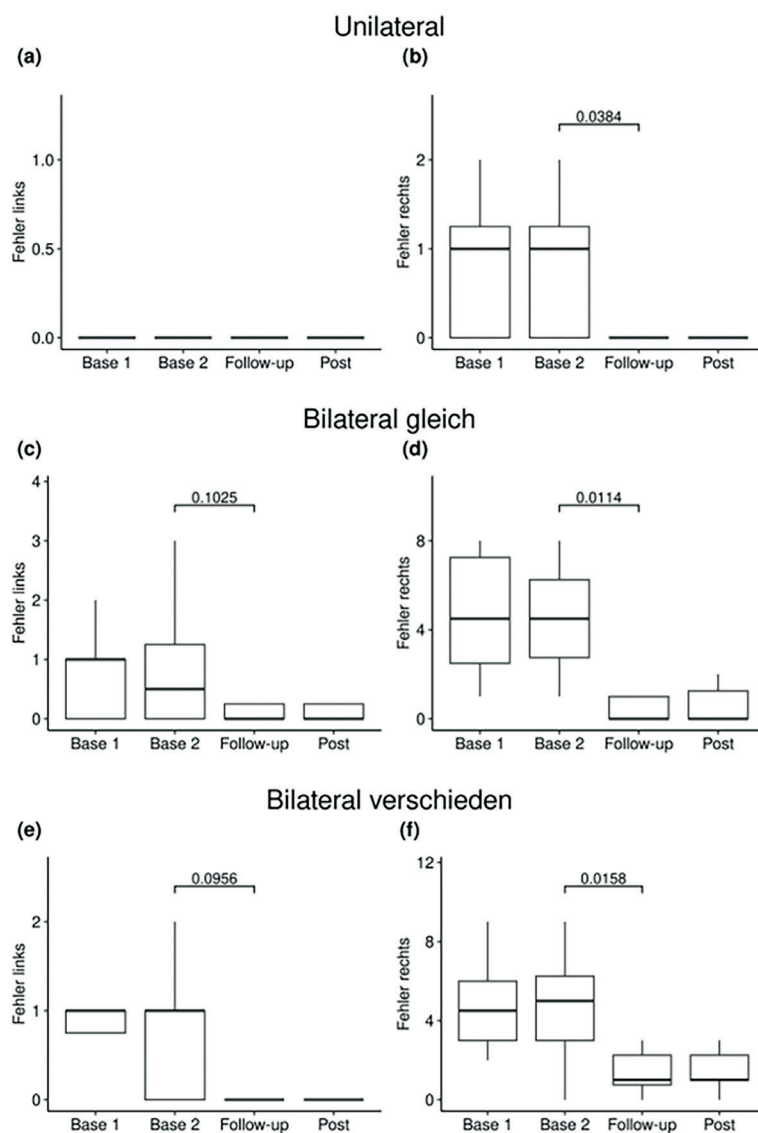 Unilateral
(a)
(b)
Fehler links
1.0
0.5
0.0
Base 1 Base 2 Follow-up Post
Fehler rechts
2
1
0
0.0384
Base 1 Base 2 Follow-up Post
Bilateral gleich
(c)
(d)
Fehler links
4
3
2
1
0
0.1025
Base 1 Base 2 Follow-up Post
Fehler rechts
8
4
0
0.0114
Base 1 Base 2 Follow-up Post
Bilateral verschieden
(e)
(f)
Fehler links
2
1
0
0.0956
Base 1 Base 2 Follow-up Post
Fehler rechts
12
8
4
0
0.0158
Base 1 Base 2 Follow-up Post